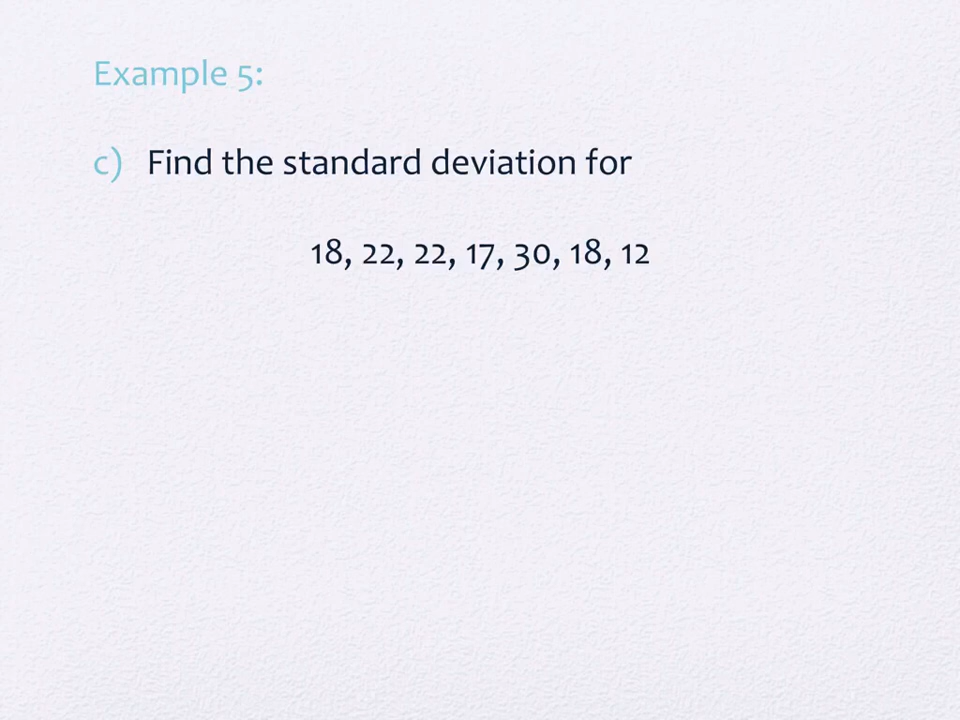 Example 5:
c) Find the standard deviation for
18, 22, 22, 17, 30, 18, 12